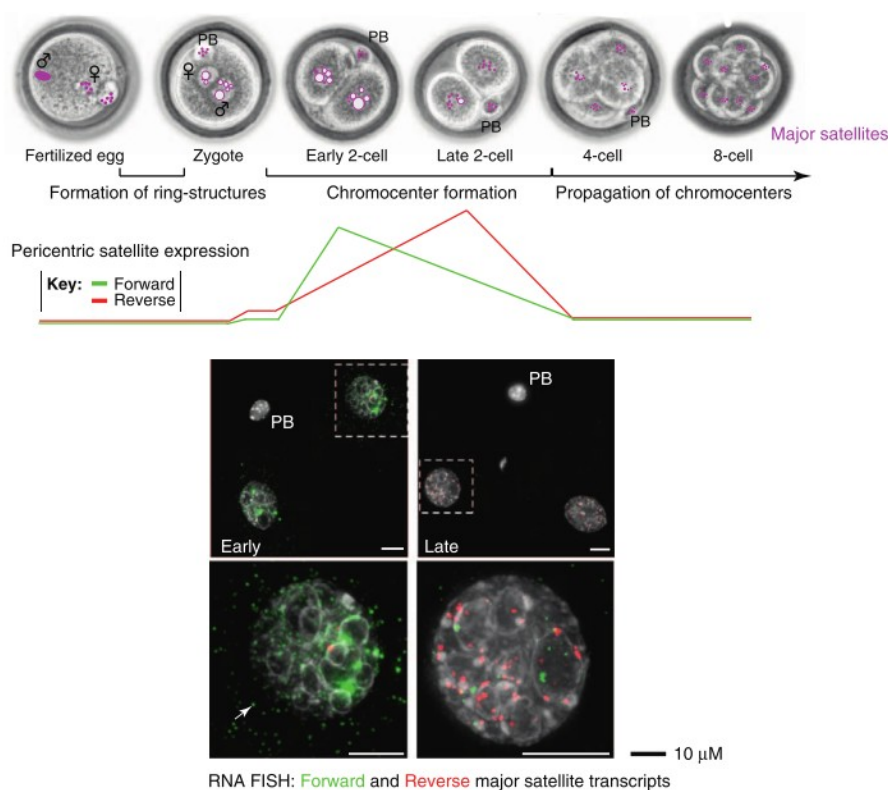 ♂
♀
PB
♀
♂
PB
PB
PB
Major satellites
Fertilized egg
Zygote
Early 2-cell
Late 2-cell
4-cell
8-cell
Formation of ring-structures
Chromocenter formation
Propagation of chromocenters
Pericentric satellite expression
Key: Forward
Reverse
PB
PB
Early
Late
10 µM
RNA FISH: Forward and Reverse major satellite transcripts